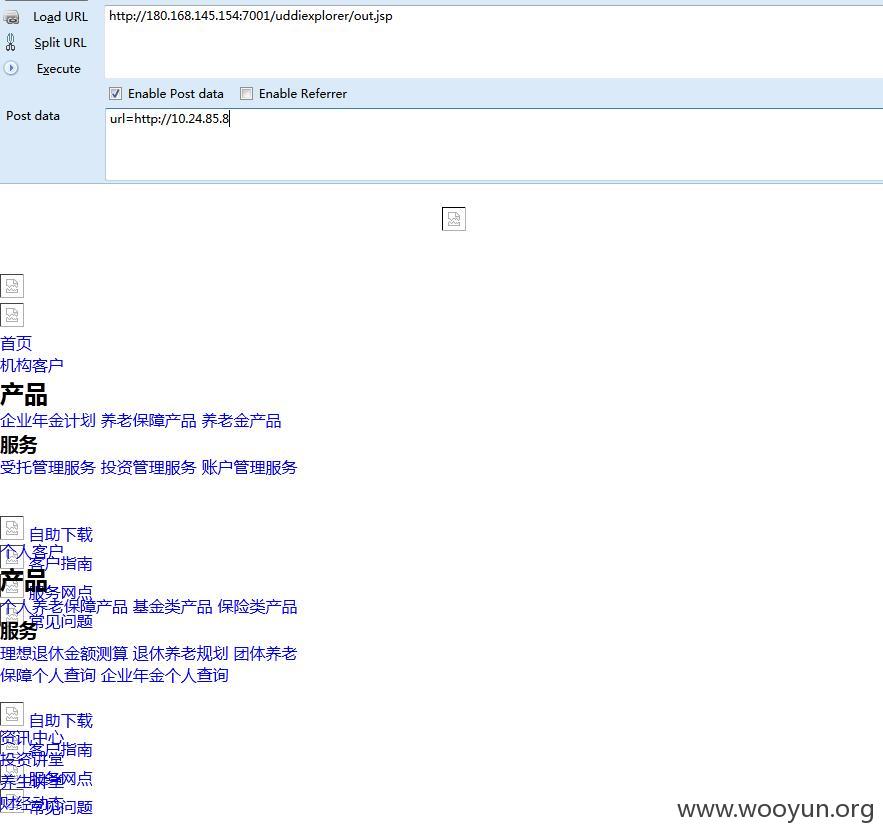 Load URL
http://180.168.145.154:7001/uddiexplorer/out.jsp
Split URL
Execute
Enable Post data Enable Referrer
Post data
url=http://10.24.85.8
首页
机构客户
产品
企业年金计划 养老保障产品 养老金产品
服务
受托管理服务 投资管理服务 账户管理服务
自助下载
个人客户
客户指南
产品
服务网点
个人养老保障产品 基金类产品 保险类产品
常见问题
服务
理想退休金额测算 退休养老规划 团体养老
保障个人查询 企业年金个人查询
自助下载
资讯中心
客户指南
投资讲堂
服务网点
养生讲堂
财经动态
常见问题
www.wooyun.org